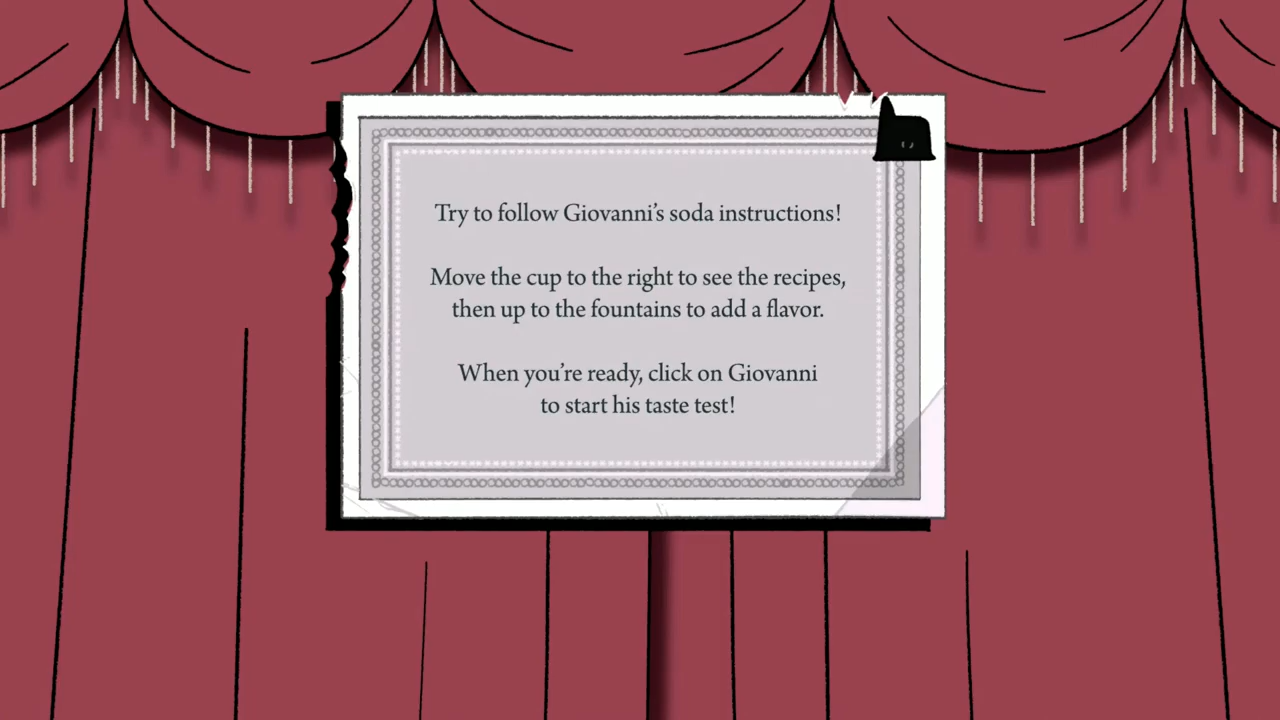 Try to follow Giovanni’s soda instructions!
Move the cup to the right to see the recipes,
then up to the fountains to add a flavor.
When you’re ready, click on Giovanni
to start his taste test!